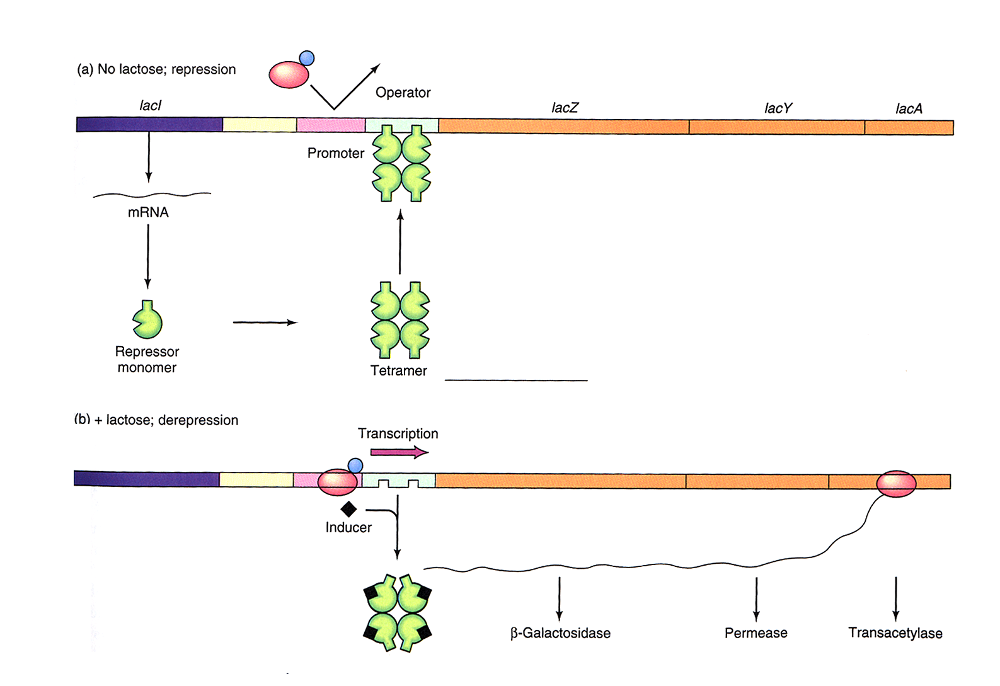 (a) No lactose; repression
Operator
lacI
lacZ
lacY
lacA
Promoter
mRNA
Repressor
monomer
Tetramer
(b) + lactose; derepression
Transcription
Inducer
β-Galactosidase
Permease
Transacetylase